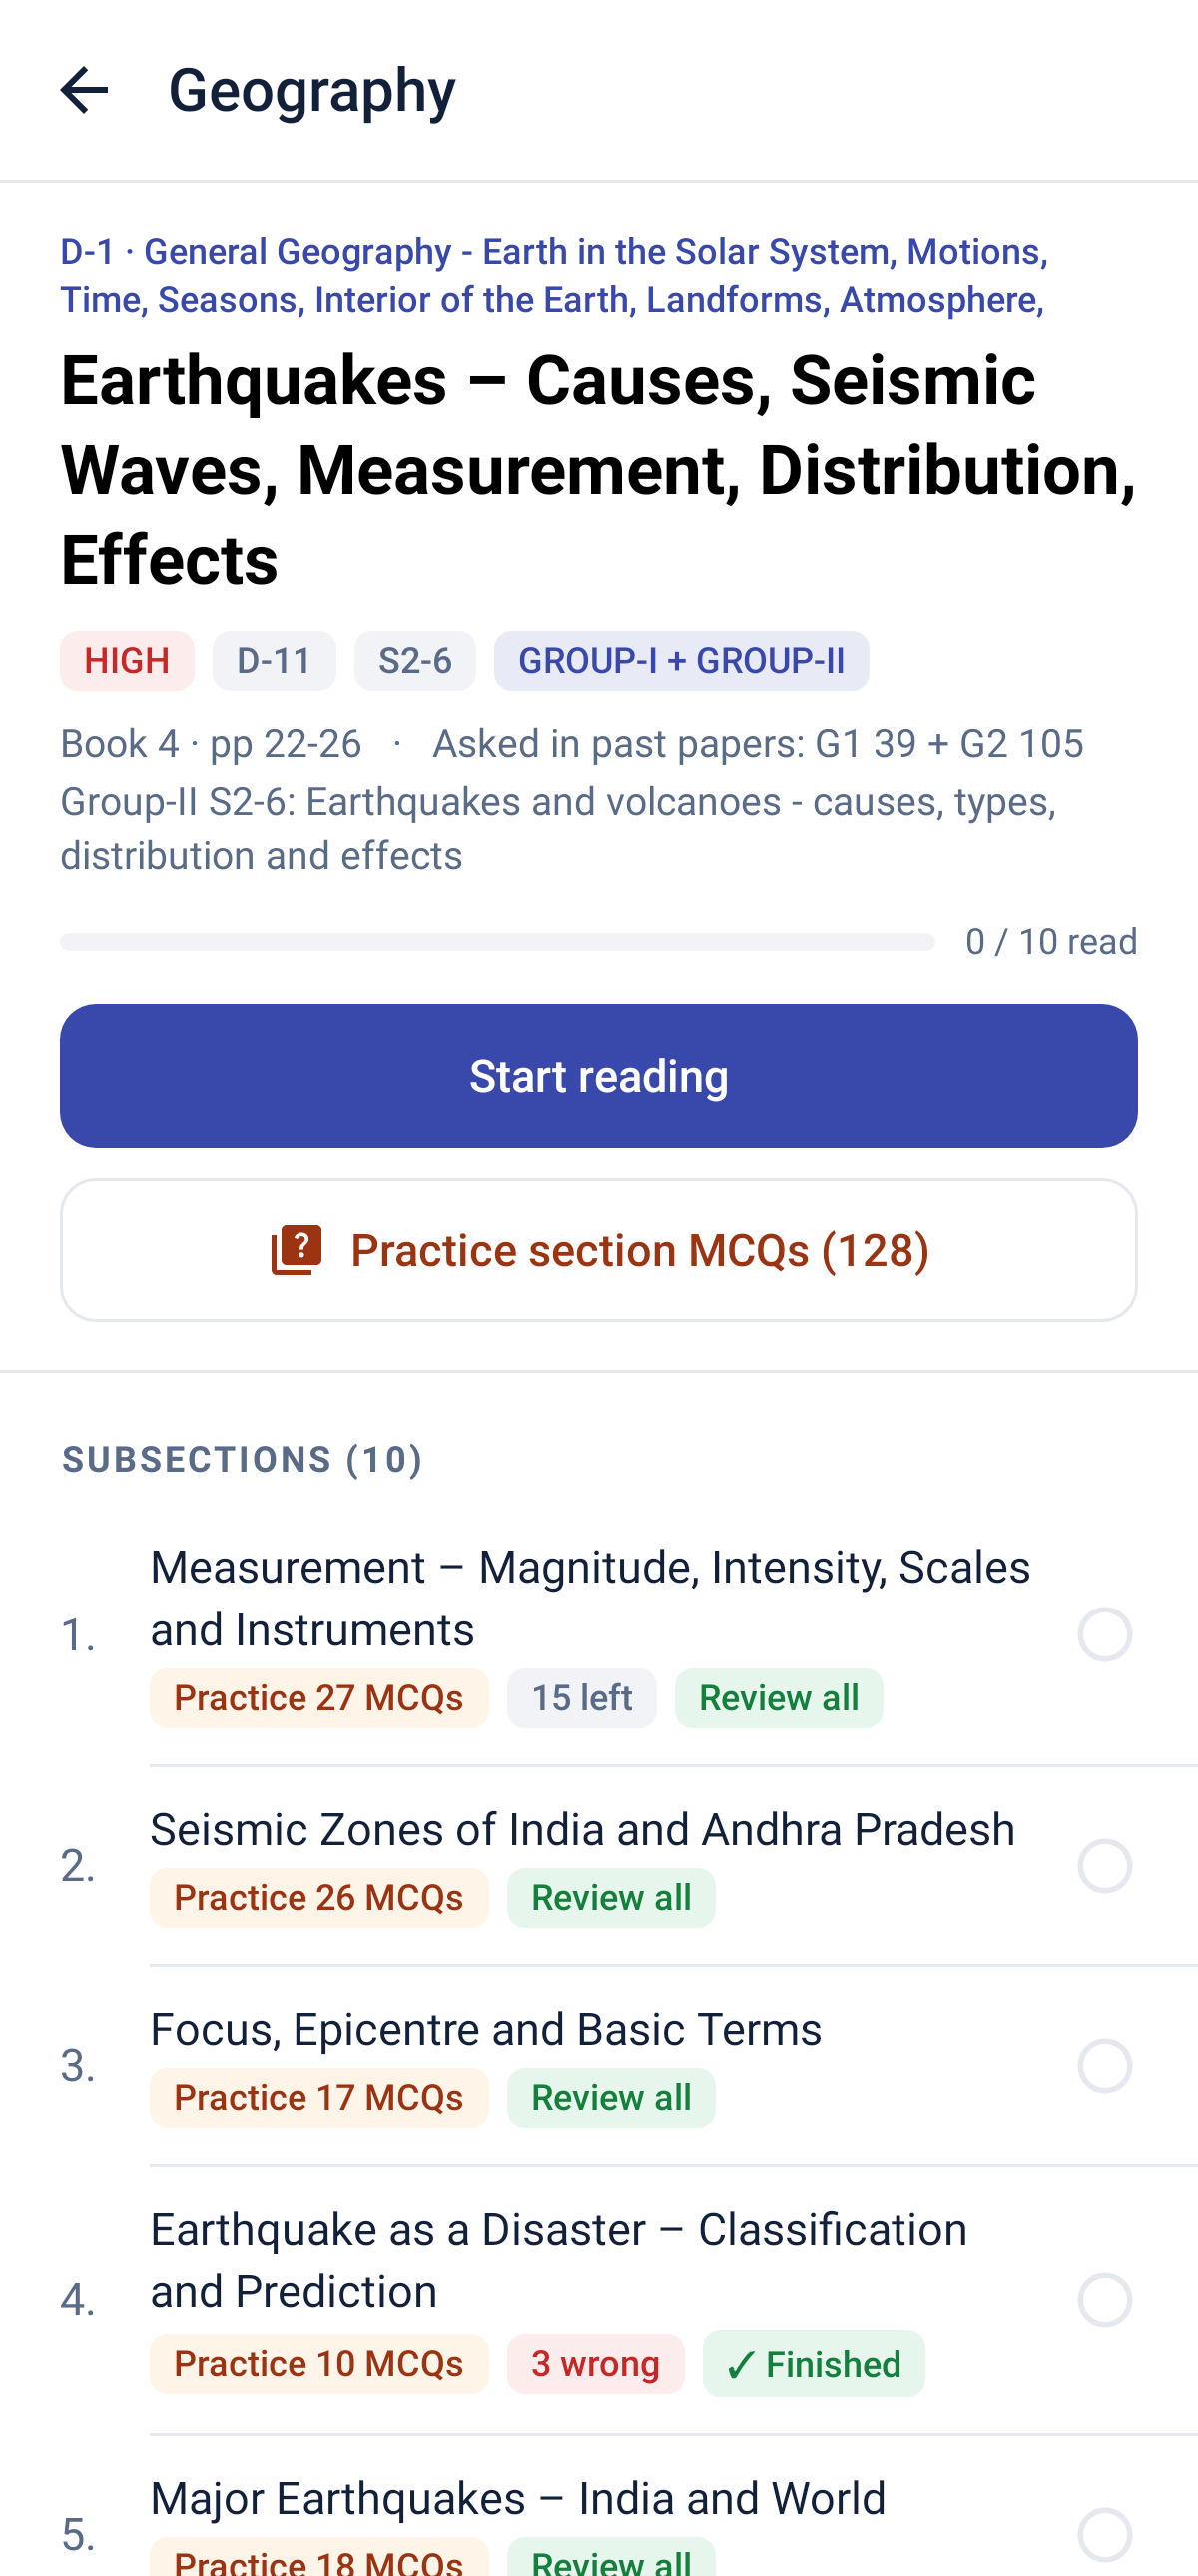 Geography
D-1 · General Geography - Earth in the Solar System, Motions,
Time, Seasons, Interior of the Earth, Landforms, Atmosphere,
Earthquakes – Causes, Seismic
Waves, Measurement, Distribution,
Effects
HIGH D-11 S2-6 GROUP-I + GROUP-II
Book 4 · pp 22-26 · Asked in past papers: G1 39 + G2 105
Group-II S2-6: Earthquakes and volcanoes - causes, types,
distribution and effects
0 / 10 read
Start reading
? Practice section MCQs (128)
SUBSECTIONS (10)
1. Measurement – Magnitude, Intensity, Scales
and Instruments
Practice 27 MCQs 15 left Review all
2. Seismic Zones of India and Andhra Pradesh
Practice 26 MCQs Review all
3. Focus, Epicentre and Basic Terms
Practice 17 MCQs Review all
4. Earthquake as a Disaster – Classification
and Prediction
Practice 10 MCQs 3 wrong ✓ Finished
5. Major Earthquakes – India and World
Practice 18 MCQs Review all